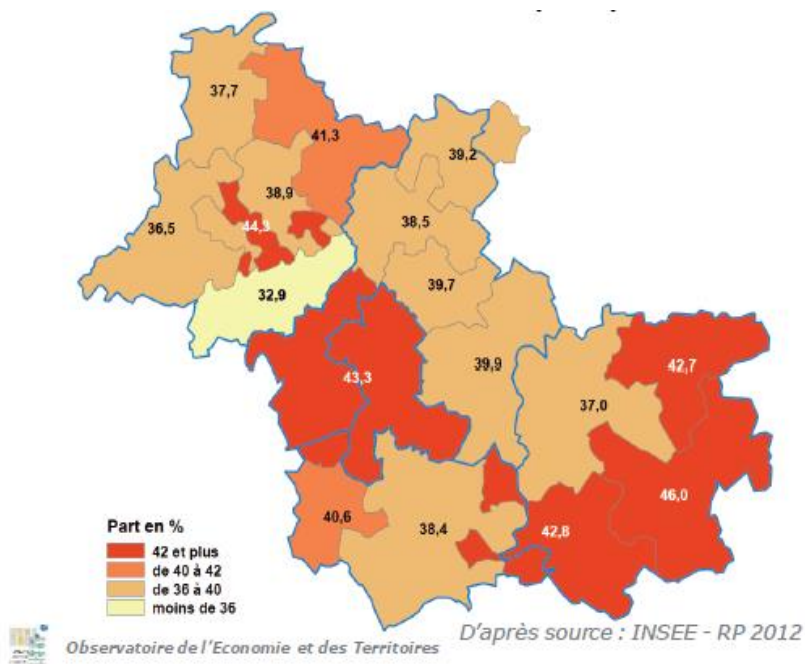 37,7
41,3
39,2
38,9
36,5
44,3
38,5
32,9
39,7
43,3
39,9
42,7
37,0
46,0
40,6
38,4
42,8
Part en %
42 et plus
de 40 à 42
de 36 à 40
moins de 36
Observatoire de l'Economie et des Territoires
D'après source : INSEE - RP 2012